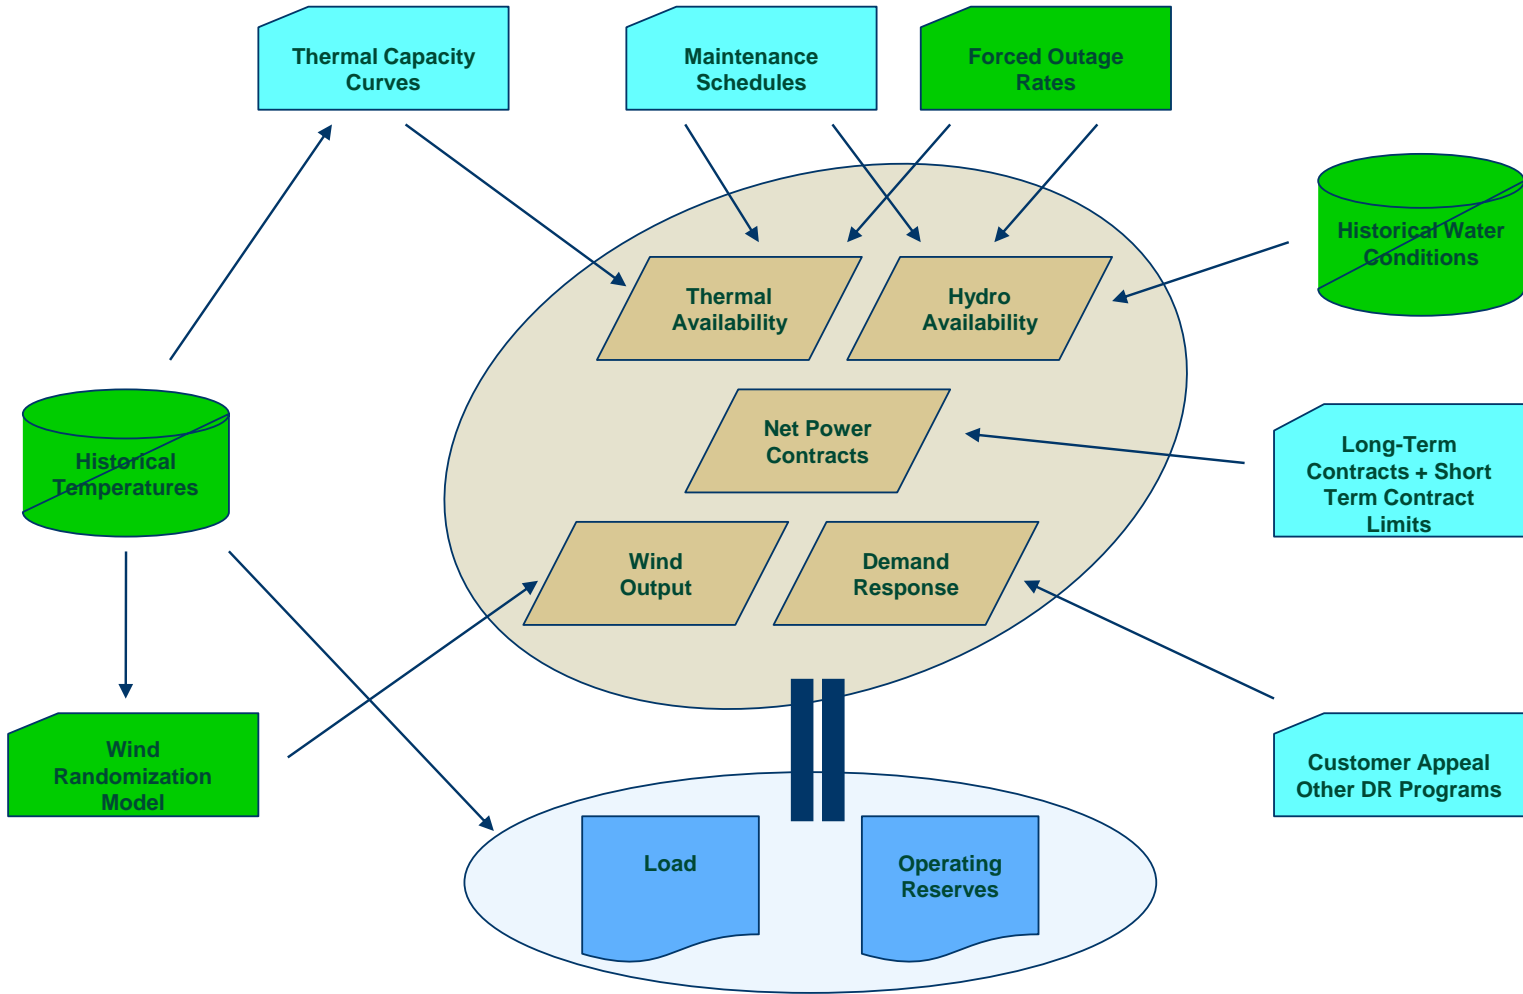 Thermal Capacity
Curves
Maintenance
Schedules
Forced Outage
Rates
Historical Water
Conditions
Thermal
Availability
Hydro
Availability
Net Power
Contracts
Long-Term
Contracts + Short
Term Contract
Limits
Historical
Temperatures
Wind
Output
Demand
Response
Wind
Randomization
Model
Customer Appeal
Other DR Programs
Load
Operating
Reserves